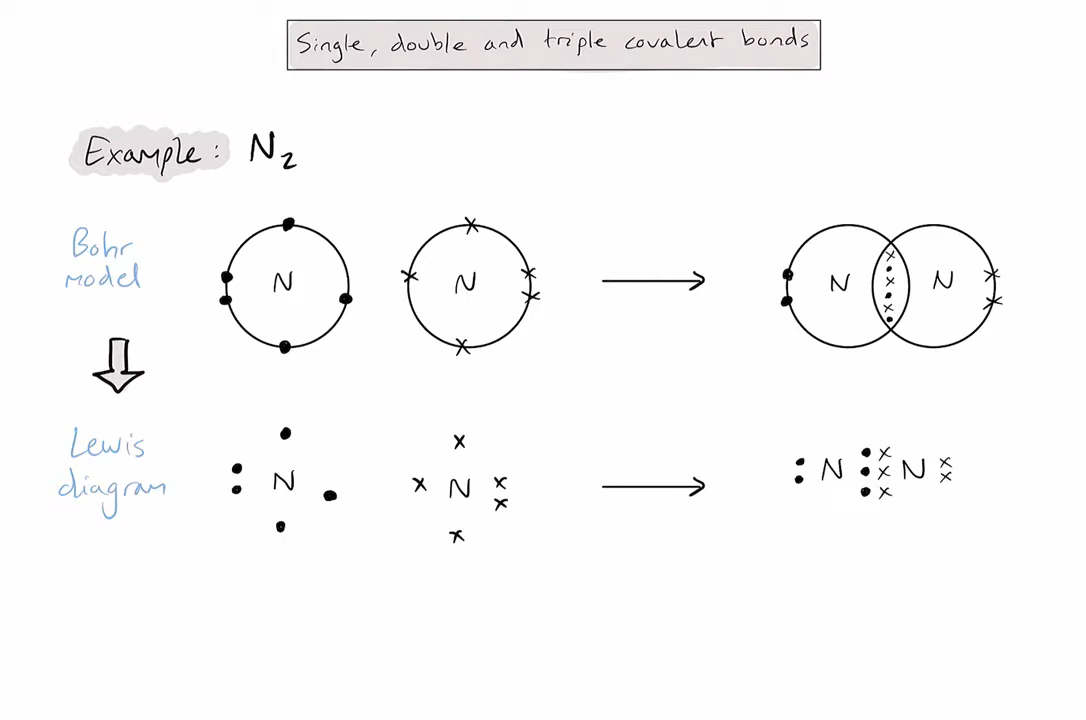 Single, double and triple covalent bonds
Example: N₂
Bohr
model
N N N N
Lewis
diagram
N N N N